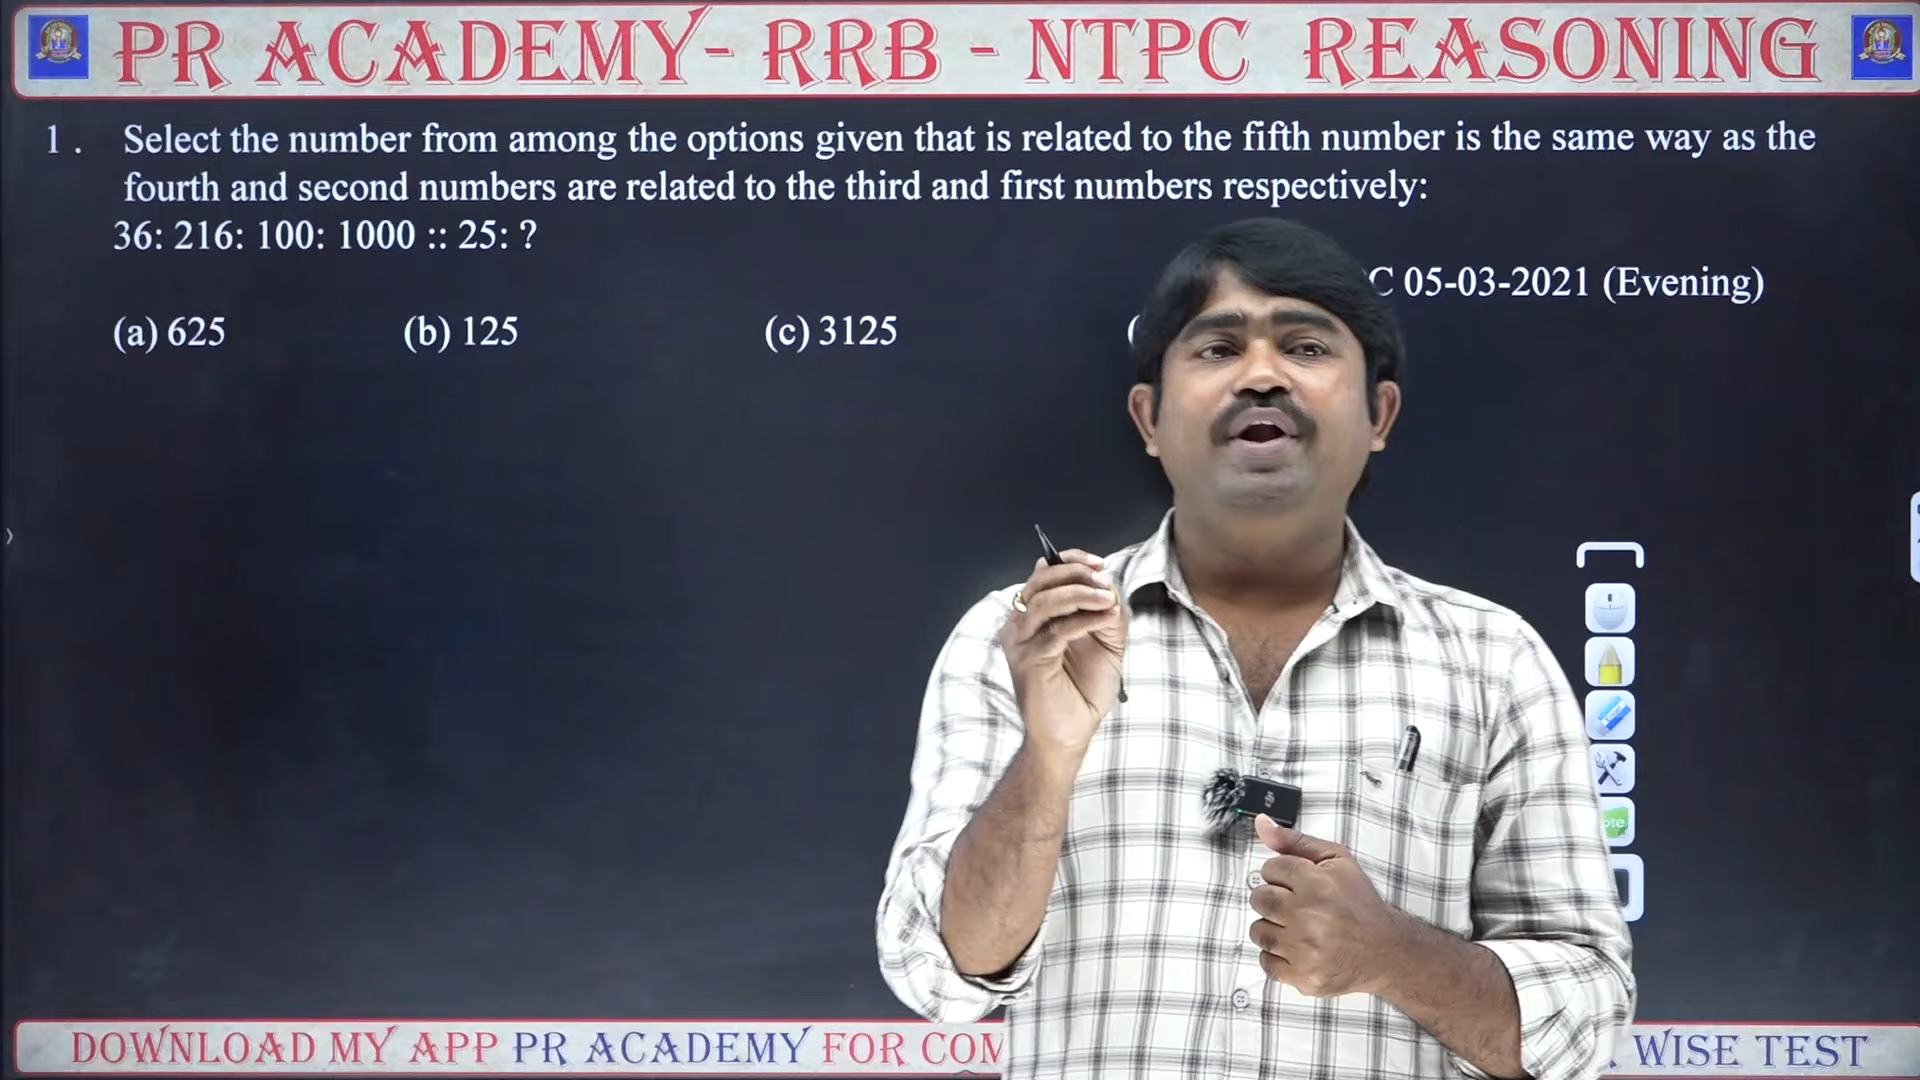 PR ACADEMY- RRB - NTPC REASONING
1 . Select the number from among the options given that is related to the fifth number is the same way as the
fourth and second numbers are related to the third and first numbers respectively:
36: 216: 100: 1000 :: 25: ?
C 05-03-2021 (Evening)
(a) 625 (b) 125 (c) 3125 (
DOWNLOAD MY APP PR ACADEMY FOR COM
WISE TEST